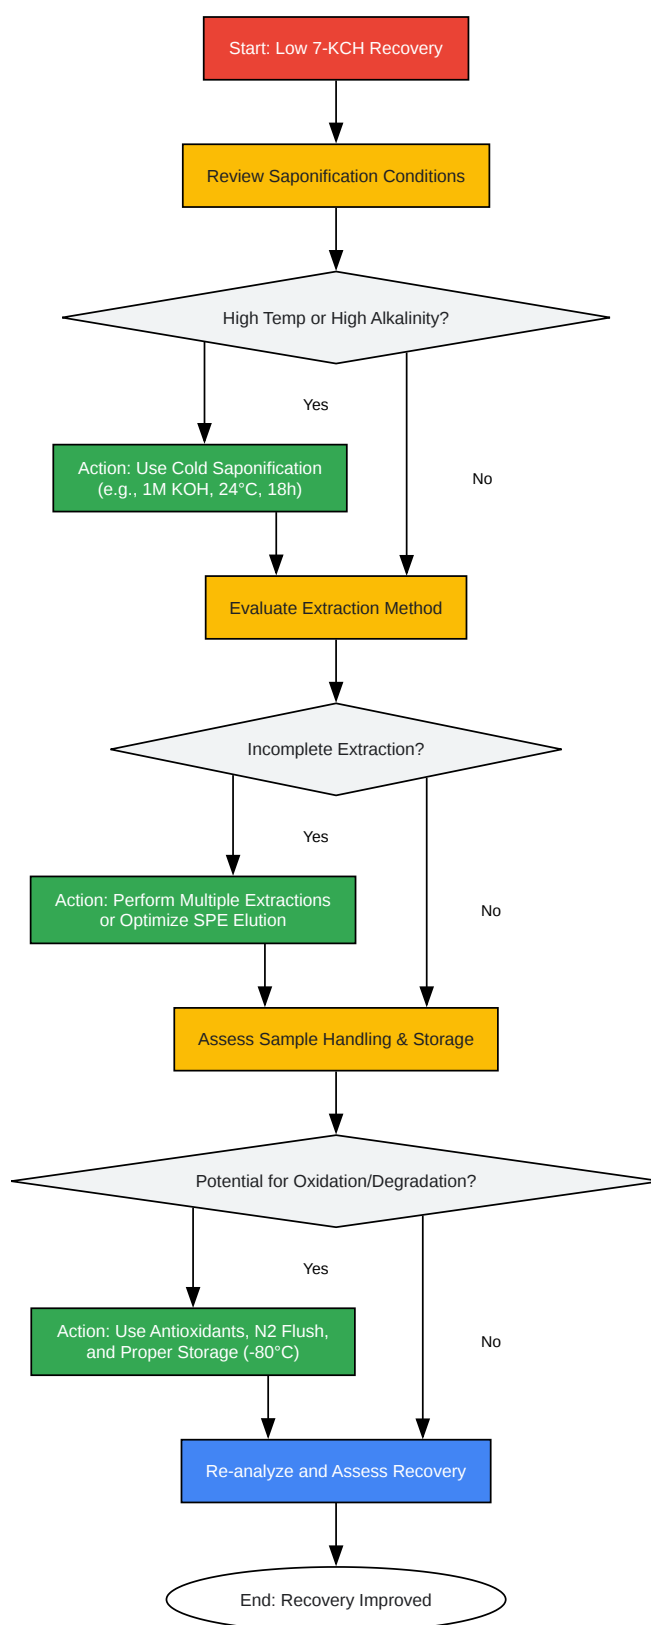 Start: Low 7-KCH Recovery
Review Saponification Conditions
High Temp or High Alkalinity?
Yes
Action: Use Cold Saponification
(e.g., 1M KOH, 24°C, 18h)
No
Evaluate Extraction Method
Incomplete Extraction?
Yes
Action: Perform Multiple Extractions
or Optimize SPE Elution
No
Assess Sample Handling & Storage
Potential for Oxidation/Degradation?
Yes
Action: Use Antioxidants, N2 Flush,
and Proper Storage (-80°C)
No
Re-analyze and Assess Recovery
End: Recovery Improved